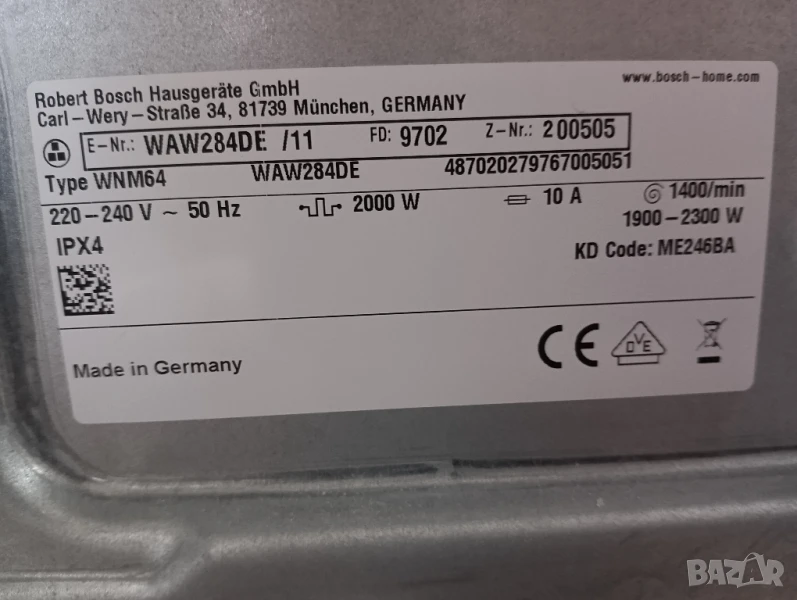 Robert Bosch Hausgeräte GmbH
www.bosch-home.com
Carl-Wery-Straße 34, 81739 München, GERMANY
E-Nr.: WAW284DE /11 FD: 9702 Z-Nr.: 200505
Type WNM64 WAW284DE 487020279767005051
220-240 V ~ 50 Hz 2000 W 10 A 1400/min
1900-2300 W
IPX4
KD Code: ME246BA
CE DVE
Made in Germany
BAZAR